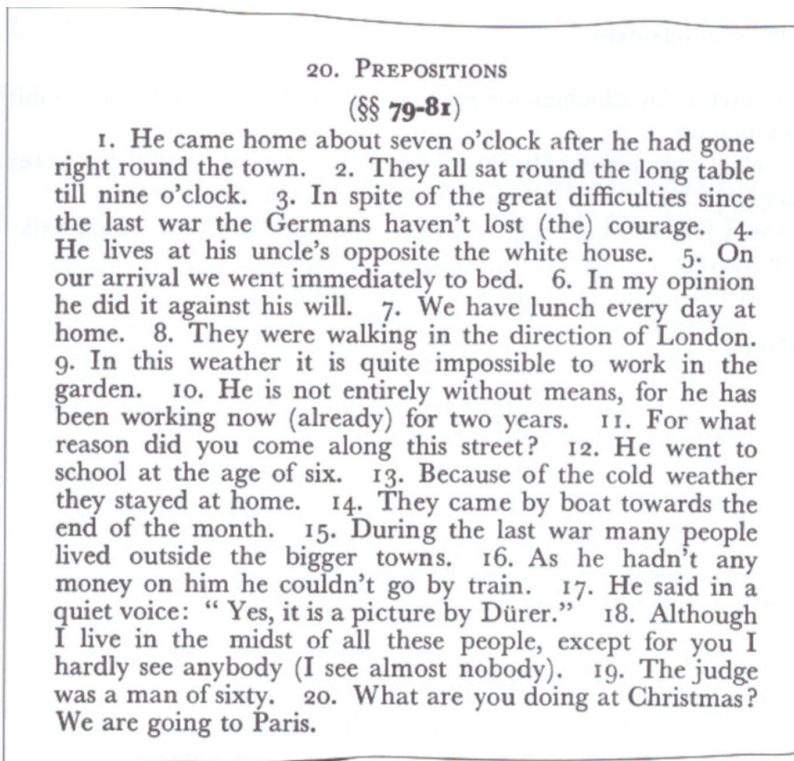 20. PREPOSITIONS
(§§ 79-81)
1. He came home about seven o'clock after he had gone
right round the town. 2. They all sat round the long table
till nine o'clock. 3. In spite of the great difficulties since
the last war the Germans haven't lost (the) courage. 4.
He lives at his uncle's opposite the white house. 5. On
our arrival we went immediately to bed. 6. In my opinion
he did it against his will. 7. We have lunch every day at
home. 8. They were walking in the direction of London.
9. In this weather it is quite impossible to work in the
garden. 10. He is not entirely without means, for he has
been working now (already) for two years. 11. For what
reason did you come along this street? 12. He went to
school at the age of six. 13. Because of the cold weather
they stayed at home. 14. They came by boat towards the
end of the month. 15. During the last war many people
lived outside the bigger towns. 16. As he hadn't any
money on him he couldn't go by train. 17. He said in a
quiet voice: “ Yes, it is a picture by Dürer.” 18. Although
I live in the midst of all these people, except for you I
hardly see anybody (I see almost nobody). 19. The judge
was a man of sixty. 20. What are you doing at Christmas?
We are going to Paris.